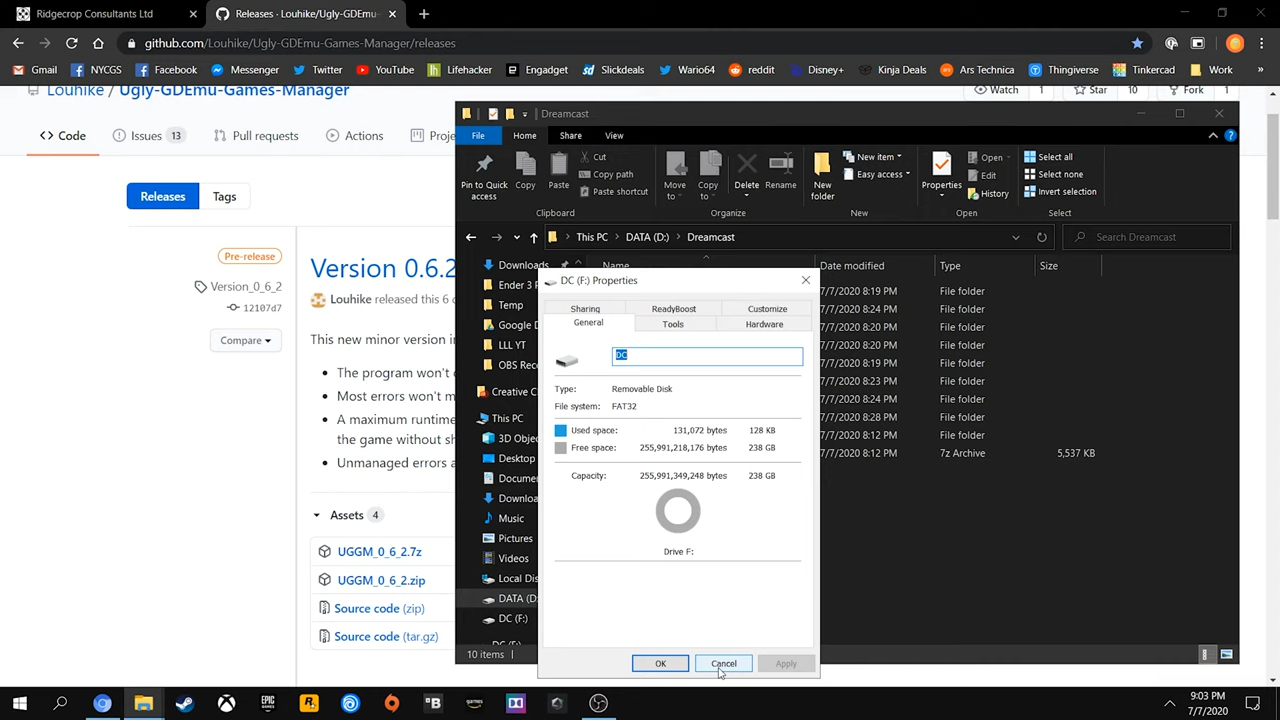 Ridgecrop Consultants Ltd
Releases · Louhike/Ugly-GDEmu-
github.com/Louhike/Ugly-GDEmu-Games-Manager/releases
Gmail
NYCGS
Facebook
Messenger
Twitter
YouTube
Lifehacker
Engadget
Slickdeals
Wario64
reddit
Disney+
Kinja Deals
Ars Technica
Thingiverse
Tinkercad
Work
Louhike / Ugly-GDEmu-Games-Manager
Watch 1
Star 10
Fork 1
Code
Issues 13
Pull requests
Actions
Proje
Releases
Tags
Pre-release
Version_0_6_2
12107d7
Compare
Version 0.6.2
Louhike released this 6 d
This new minor version in
The program won't c
Most errors won't m
A maximum runtime
the game without sh
Unmanaged errors a
Assets 4
UGGM_0_6_2.7z
UGGM_0_6_2.zip
Source code (zip)
Source code (tar.gz)
Dreamcast
File
Home
Share
View
Pin to Quick
access
Copy
Paste
Cut
Copy path
Paste shortcut
Clipboard
Move
to
Copy
to
Delete
Rename
Organize
New
folder
New item
Easy access
New
Properties
Open
Edit
History
Open
Select all
Select none
Invert selection
Select
This PC
DATA (D:)
Dreamcast
Search Dreamcast
Name
Date modified
Type
Size
Downloads
Ender 3
Temp
Google D
LLL YT
OBS Rec
Creative C
This PC
3D Objec
Desktop
Docume
Downloa
Music
Pictures
Videos
Local Dis
DATA (D:
DC (F:)
DC (F:)
7/7/2020 8:19 PM File folder
7/7/2020 8:24 PM File folder
7/7/2020 8:20 PM File folder
7/7/2020 8:20 PM File folder
7/7/2020 8:19 PM File folder
7/7/2020 8:23 PM File folder
7/7/2020 8:24 PM File folder
7/7/2020 8:28 PM File folder
7/7/2020 8:12 PM File folder
7/7/2020 8:12 PM 7z Archive 5,537 KB
10 items
DC (F:) Properties
Sharing
ReadyBoost
Customize
General
Tools
Hardware
DC
Type: Removable Disk
File system: FAT32
Used space: 131,072 bytes 128 KB
Free space: 255,991,218,176 bytes 238 GB
Capacity: 255,991,349,248 bytes 238 GB
Drive F:
OK
Cancel
Apply
9:03 PM
7/7/2020